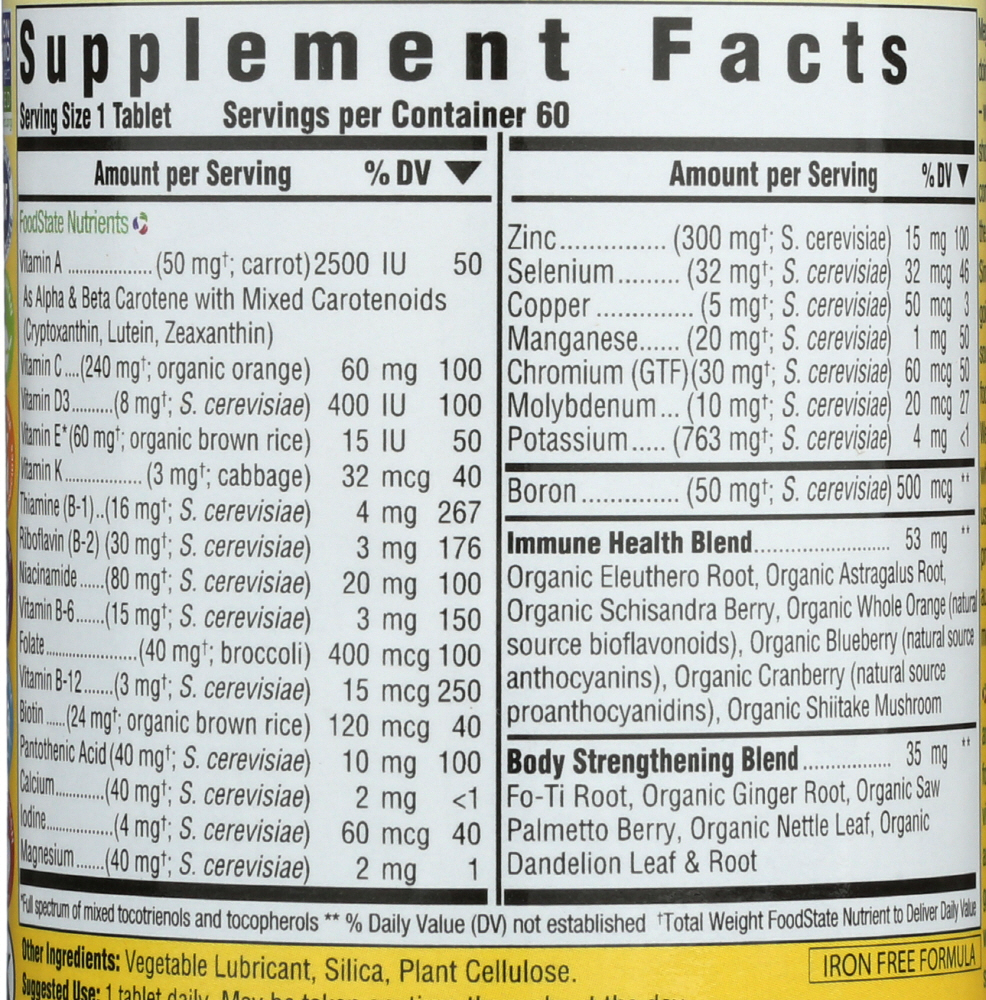 Supplement Facts
Serving Size 1 Tablet Servings per Container 60
Amount per Serving % DV ▼
FoodState Nutrients
Vitamin A .................. (50 mg†; carrot) 2500 IU 50
As Alpha & Beta Carotene with Mixed Carotenoids
(Cryptoxanthin, Lutein, Zeaxanthin)
Vitamin C ....(240 mg†; organic orange) 60 mg 100
Vitamin D3..........(8 mg†; S. cerevisiae) 400 IU 100
Vitamin E* (60 mg†; organic brown rice) 15 IU 50
Vitamin K.................. (3 mg†; cabbage) 32 mcg 40
Thiamine (B-1)..(16 mg†; S. cerevisiae) 4 mg 267
Riboflavin (B-2) (30 mg†; S. cerevisiae) 3 mg 176
Niacinamide ......(80 mg†; S. cerevisiae) 20 mg 100
Vitamin B-6.......(15 mg†; S. cerevisiae) 3 mg 150
Folate.....................(40 mg†; broccoli) 400 mcg 100
Vitamin B-12.......(3 mg†; S. cerevisiae) 15 mcg 250
Biotin .....(24 mg†; organic brown rice) 120 mcg 40
Pantothenic Acid (40 mg†; S. cerevisiae) 10 mg 100
Calcium...........(40 mg†; S. cerevisiae) 2 mg <1
Iodine...............(4 mg†; S. cerevisiae) 60 mcg 40
Magnesium .......(40 mg†; S. cerevisiae) 2 mg 1
Amount per Serving % DV ▼
Zinc................ (300 mg†; S. cerevisiae) 15 mg 100
Selenium......... (32 mg†; S. cerevisiae) 32 mcg 46
Copper .............. (5 mg†; S. cerevisiae) 50 mcg 3
Manganese...... (20 mg†; S. cerevisiae) 1 mg 50
Chromium (GTF) (30 mg†; S. cerevisiae) 60 mcg 50
Molybdenum ... (10 mg†; S. cerevisiae) 20 mcg 27
Potassium ..... (763 mg†; S. cerevisiae) 4 mg <1
Boron .............. (50 mg†; S. cerevisiae) 500 mcg **
Immune Health Blend............................ 53 mg **
Organic Eleuthero Root, Organic Astragalus Root,
Organic Schisandra Berry, Organic Whole Orange (natural
source bioflavonoids), Organic Blueberry (natural source
anthocyanins), Organic Cranberry (natural source
proanthocyanidins), Organic Shiitake Mushroom
Body Strengthening Blend .................. 35 mg **
Fo-Ti Root, Organic Ginger Root, Organic Saw
Palmetto Berry, Organic Nettle Leaf, Organic
Dandelion Leaf & Root
*Full spectrum of mixed tocotrienols and tocopherols ** % Daily Value (DV) not established †Total Weight FoodState Nutrient to Deliver Daily Value
Other Ingredients: Vegetable Lubricant, Silica, Plant Cellulose.
IRON FREE FORMULA
Suggested Use: 1 tablet daily.